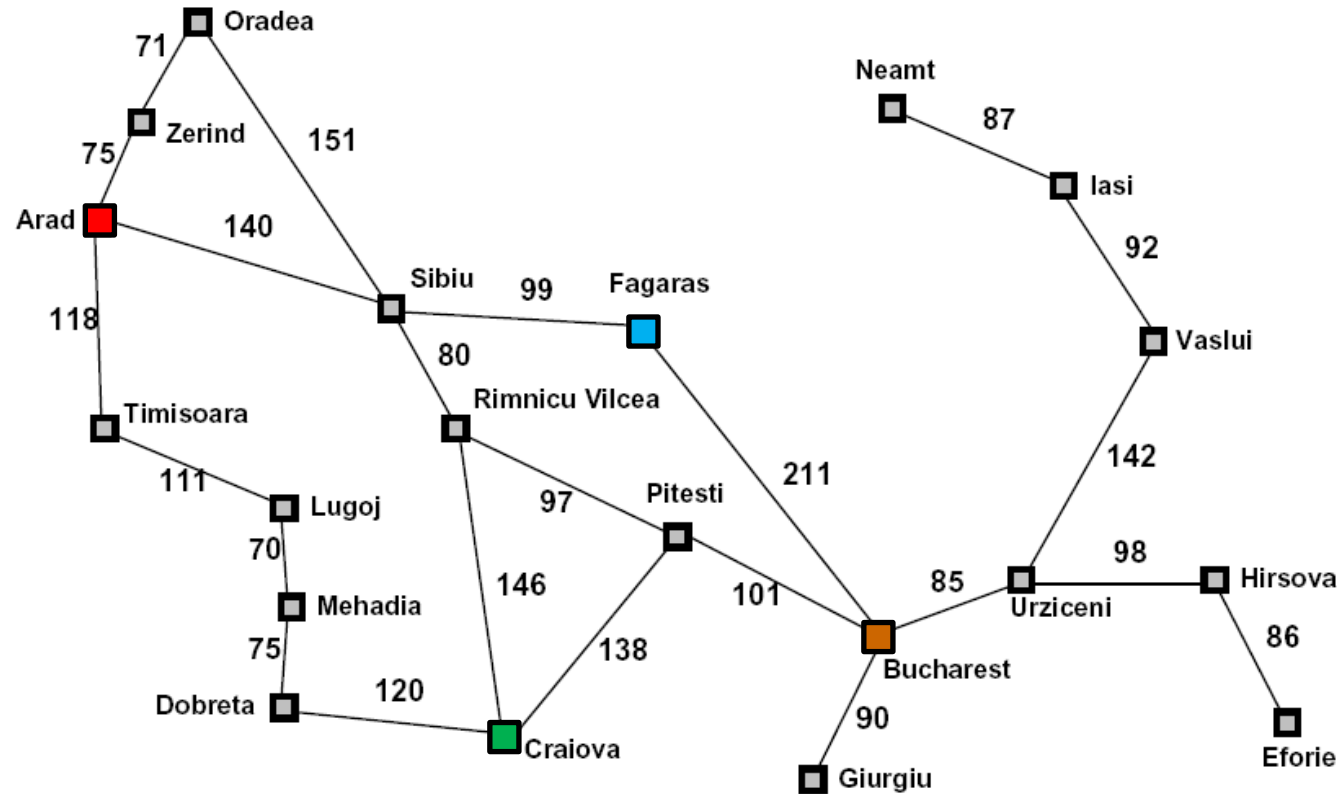 Oradea
71
Neamt
87
Zerind
151
75
Iasi
Arad
140
92
Sibiu
99
Fagaras
118
Vaslui
80
Rimnicu Vilcea
Timisoara
142
111
211
Pitesti
97
Lugoj
70
98
146
85
Hirsova
101
Urziceni
Mehadia
86
75
138
Bucharest
120
Dobreta
90
Craiova
Eforie
Giurgiu